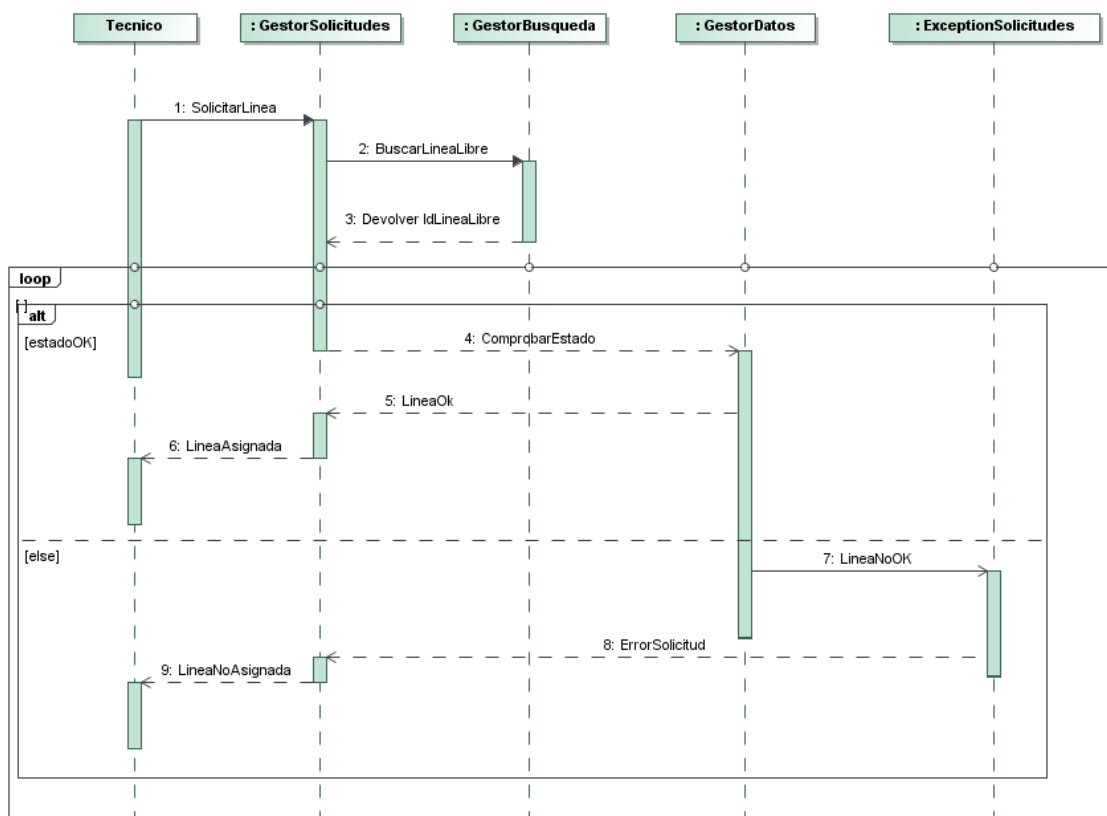 Tecnico
: GestorSolicitudes
: GestorBusqueda
: GestorDatos
: ExceptionSolicitudes
1: SolicitarLinea
2: BuscarLineaLibre
3: Devolver IdLineaLibre
loop
[ ]
alt
[estadoOK]
4: ComprobarEstado
5: LineaOk
6: LineaAsignada
[else]
7: LineaNoOK
8: ErrorSolicitud
9: LineaNoAsignada